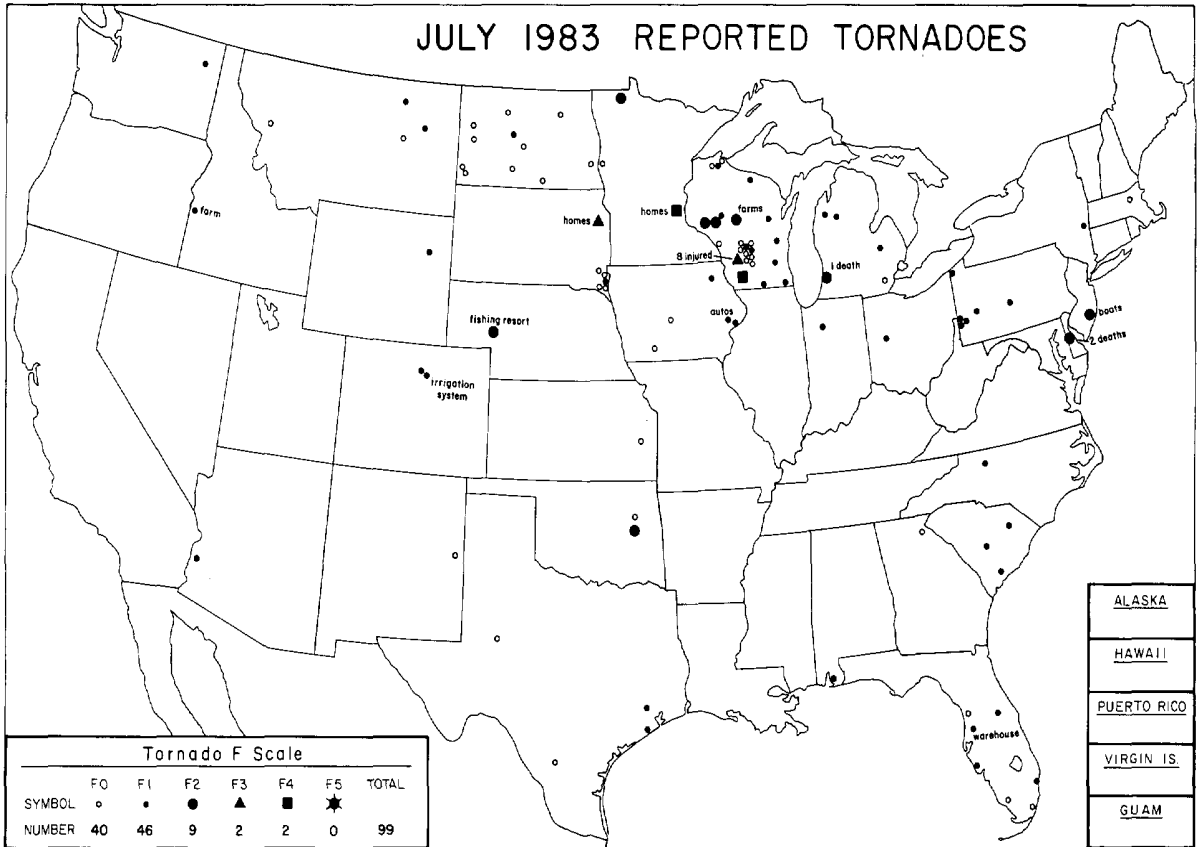 JULY 1983 REPORTED TORNADOES
farm
homes
homes
farms
8 injured
1 death
fishing resort
autos
boats
2 deaths
irrigation
system
warehouse
ALASKA
HAWAII
PUERTO RICO
VIRGIN IS.
GUAM
Tornado F Scale
F0 F1 F2 F3 F4 F5 TOTAL
SYMBOL
NUMBER 40 46 9 2 2 0 99